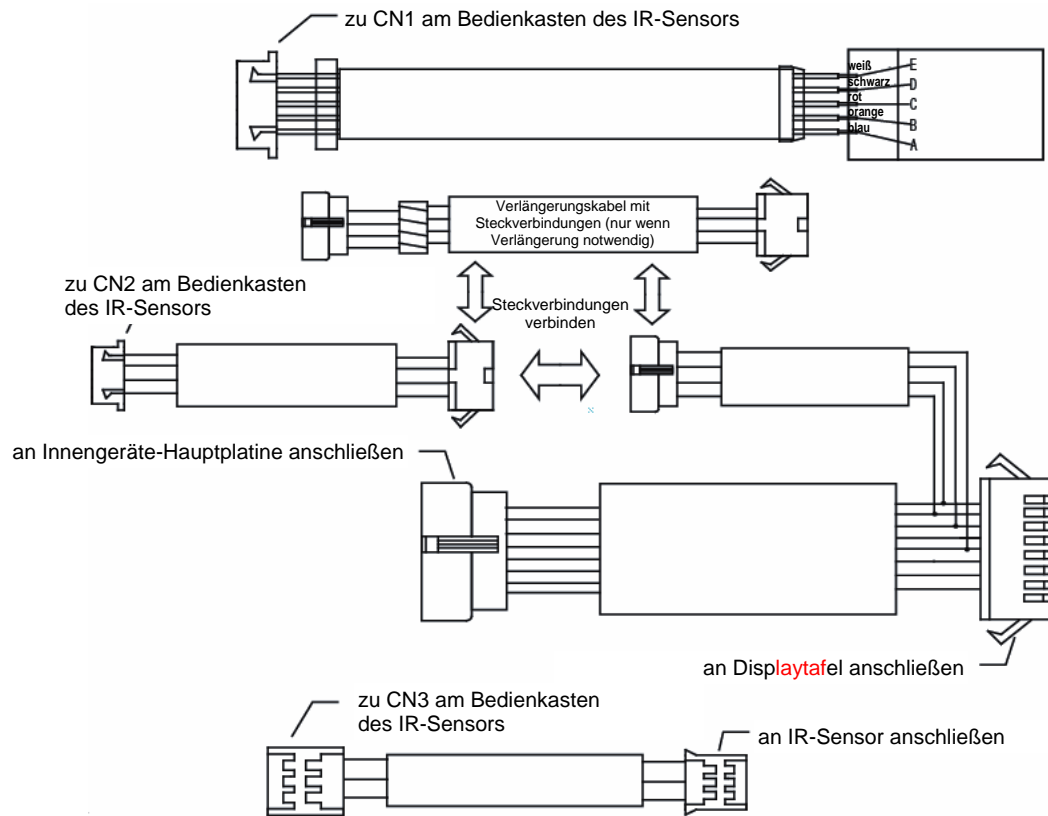 zu CN1 am Bedienkasten des IR-Sensors
weiß
E
schwarz
D
rot
C
orange
B
blau
A
Verlängerungskabel mit
Steckverbindungen (nur wenn
Verlängerung notwendig)
zu CN2 am Bedienkasten
des IR-Sensors
Steckverbindungen
verbinden
an Innengeräte-Hauptplatine anschließen
an Displaytafel anschließen
zu CN3 am Bedienkasten
des IR-Sensors
an IR-Sensor anschließen